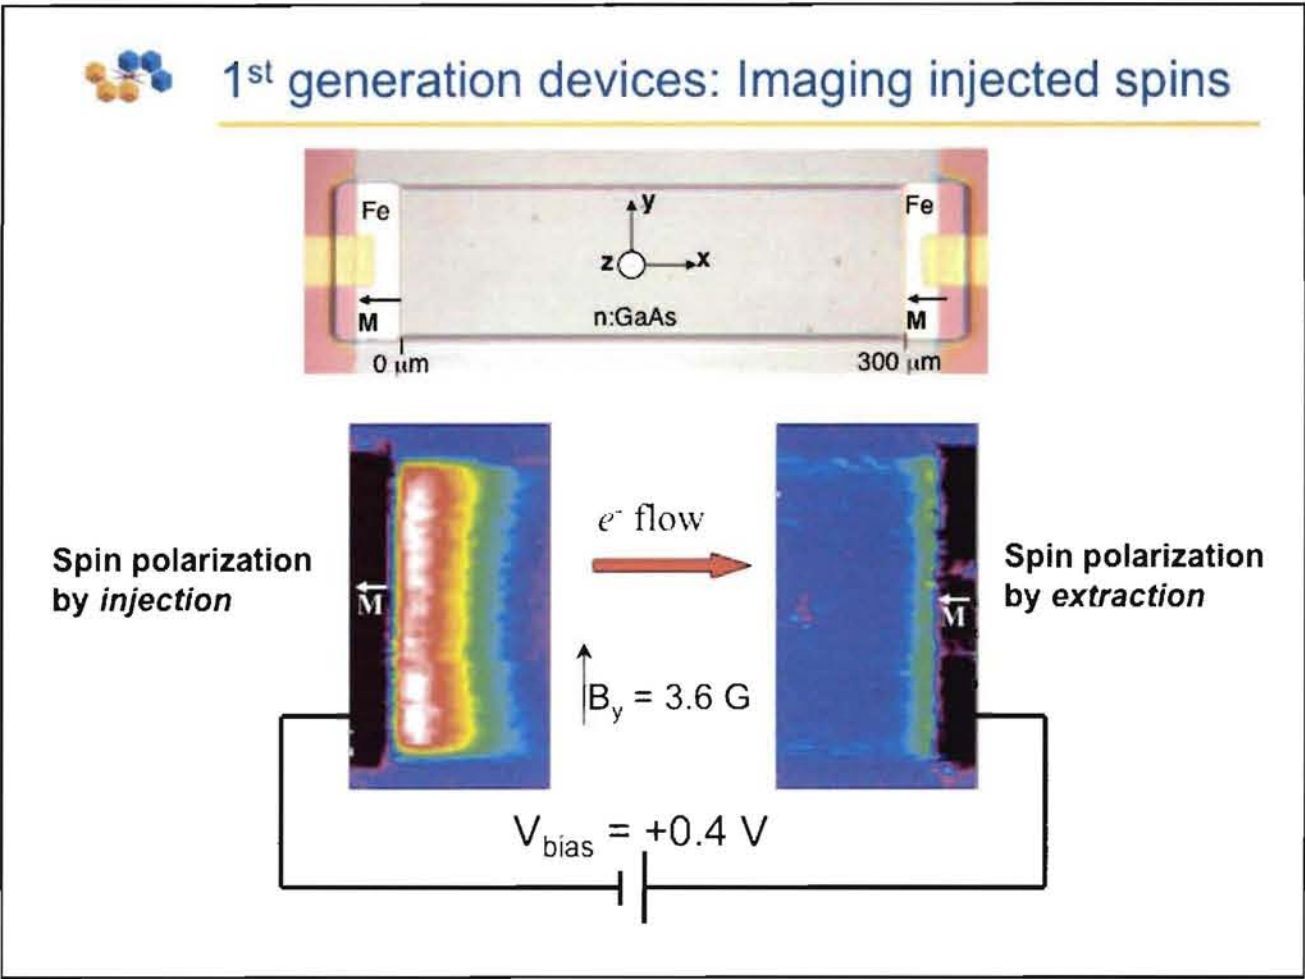 1st generation devices: Imaging injected spins
Fe
Fe
y
z
x
n:GaAs
M
M
0 µm
300 µm
e- flow
Spin polarization
by injection
M
Spin polarization
by extraction
M
By = 3.6 G
Vbias = +0.4 V